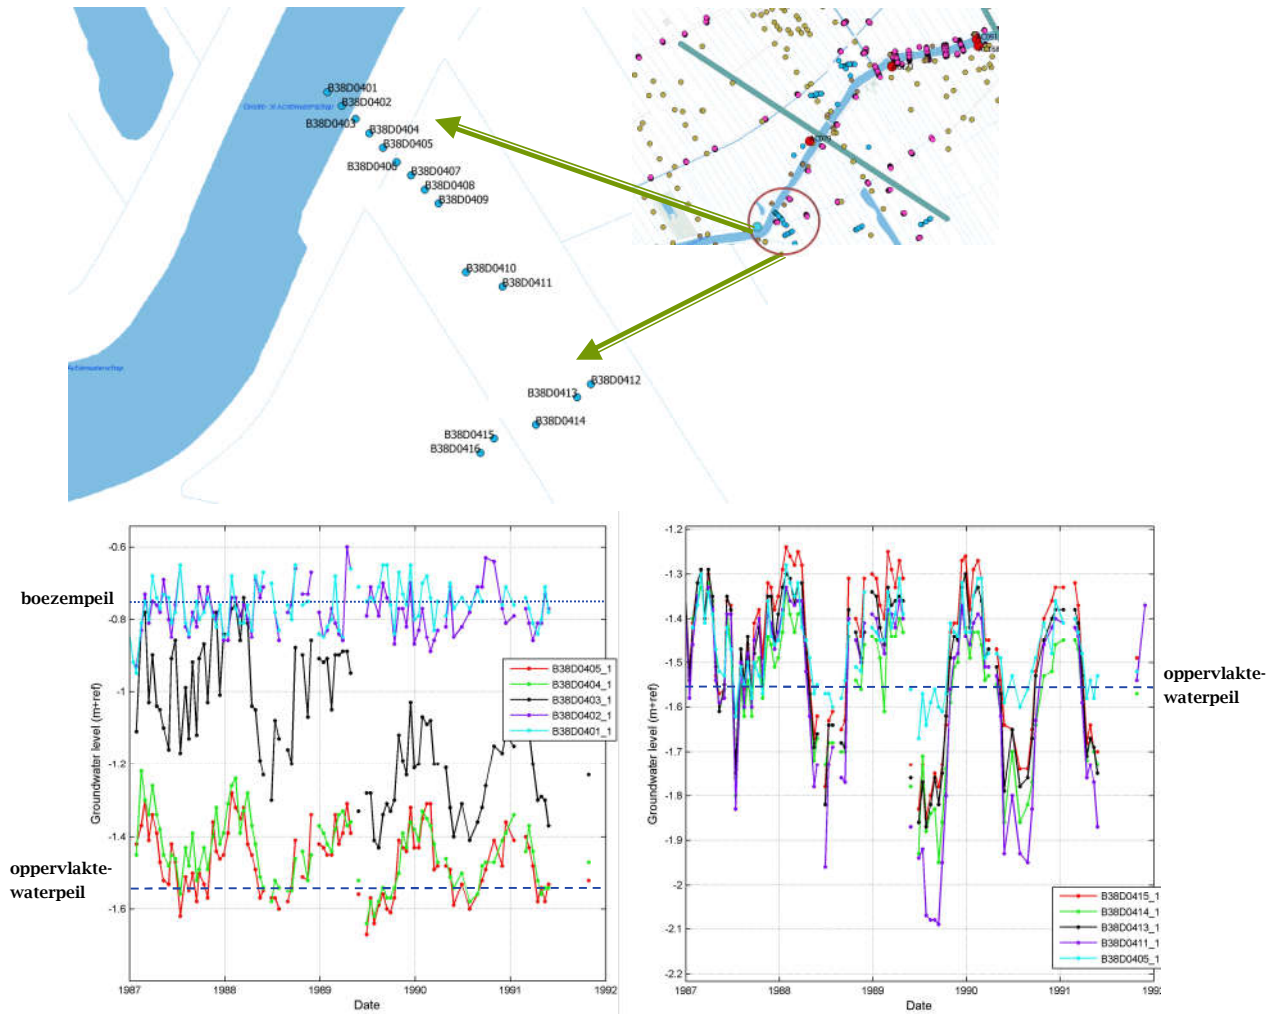 B38D0401
B38D0402
B38D0403
B38D0404
B38D0405
B38D0406
B38D0407
B38D0408
B38D0409
B38D0410
B38D0411
B38D0412
B38D0413
B38D0414
B38D0415
B38D0416
boezempeil
oppervlakte-
waterpeil
Groundwater level (m+ref)
-0.6
-0.8
-1
-1.2
-1.4
-1.6
B38D0405_1
B38D0404_1
B38D0403_1
B38D0402_1
B38D0401_1
1987
1988
1989
1990
1991
1992
Date
Groundwater level (m+ref)
-1.2
-1.3
-1.4
-1.5
-1.6
-1.7
-1.8
-1.9
-2
-2.1
-2.2
B38D0415_1
B38D0414_1
B38D0413_1
B38D0411_1
B38D0405_1
1987
1988
1989
1990
1991
Date
oppervlakte-
waterpeil